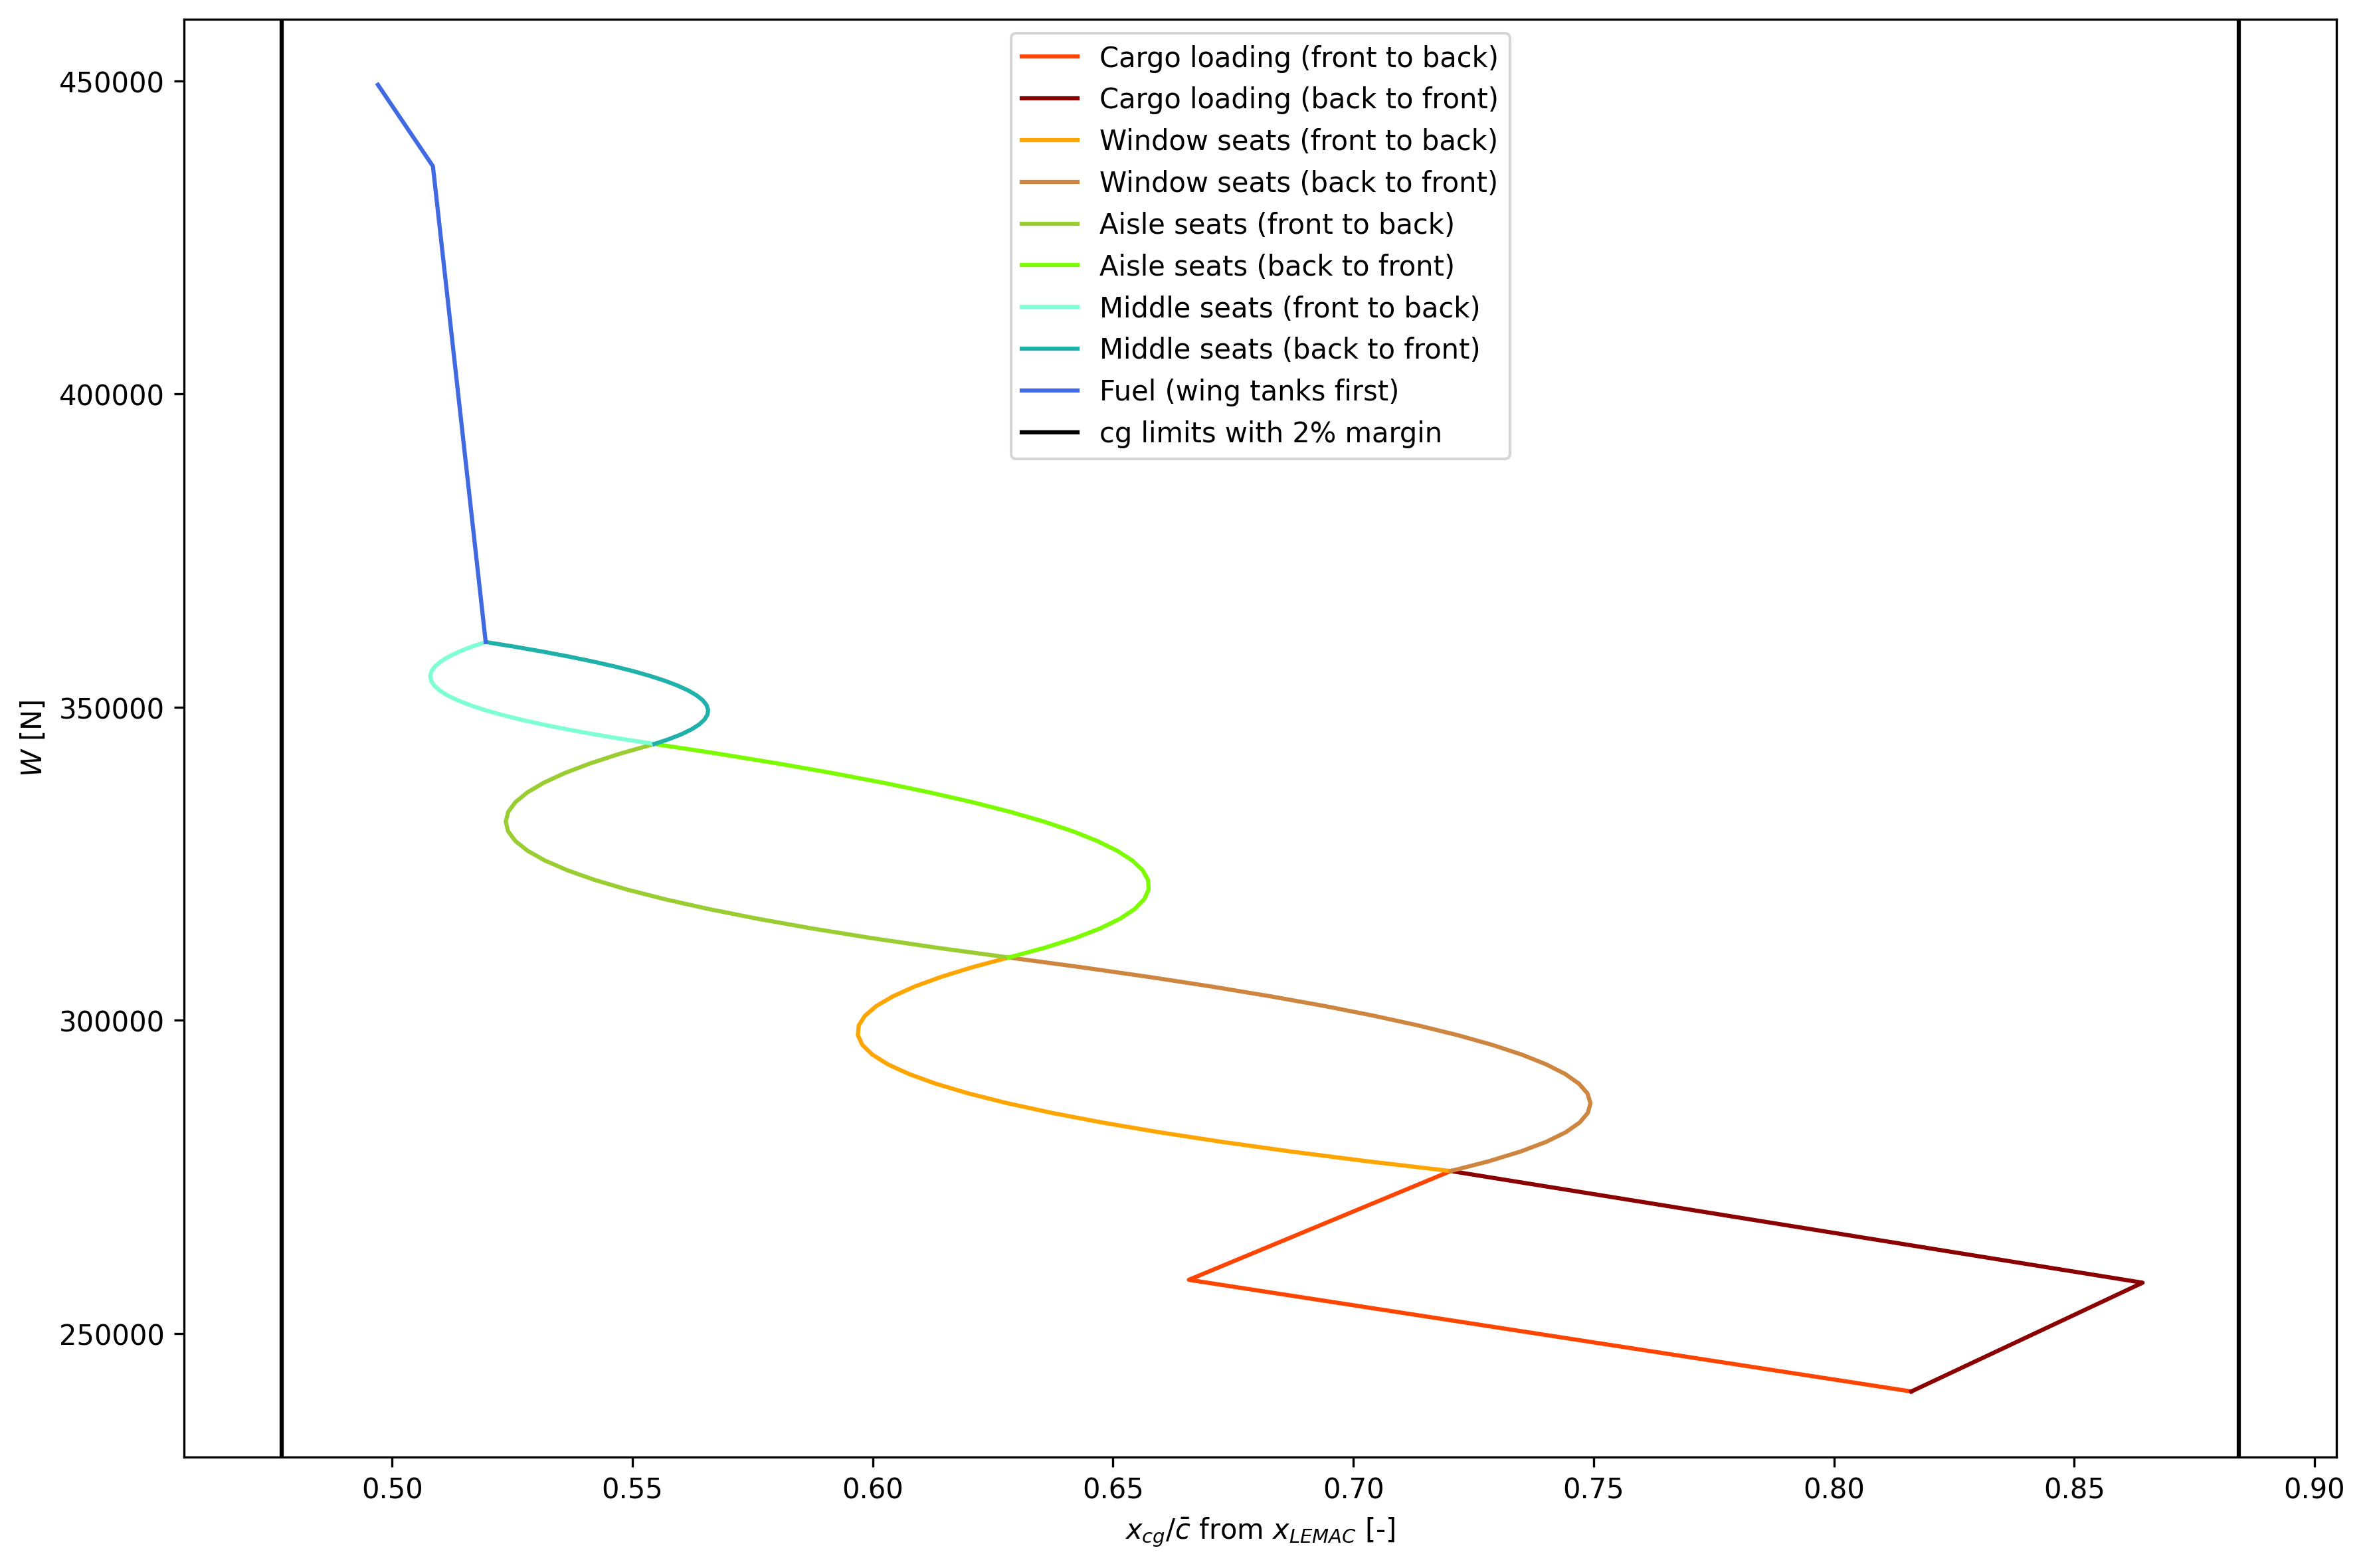 450000
400000
350000
300000
250000
W [N]
Cargo loading (front to back)
Cargo loading (back to front)
Window seats (front to back)
Window seats (back to front)
Aisle seats (front to back)
Aisle seats (back to front)
Middle seats (front to back)
Middle seats (back to front)
Fuel (wing tanks first)
cg limits with 2% margin
0.50 0.55 0.60 0.65 0.70 0.75 0.80 0.85 0.90
x_cg/c̄ from x_LEMAC [-]